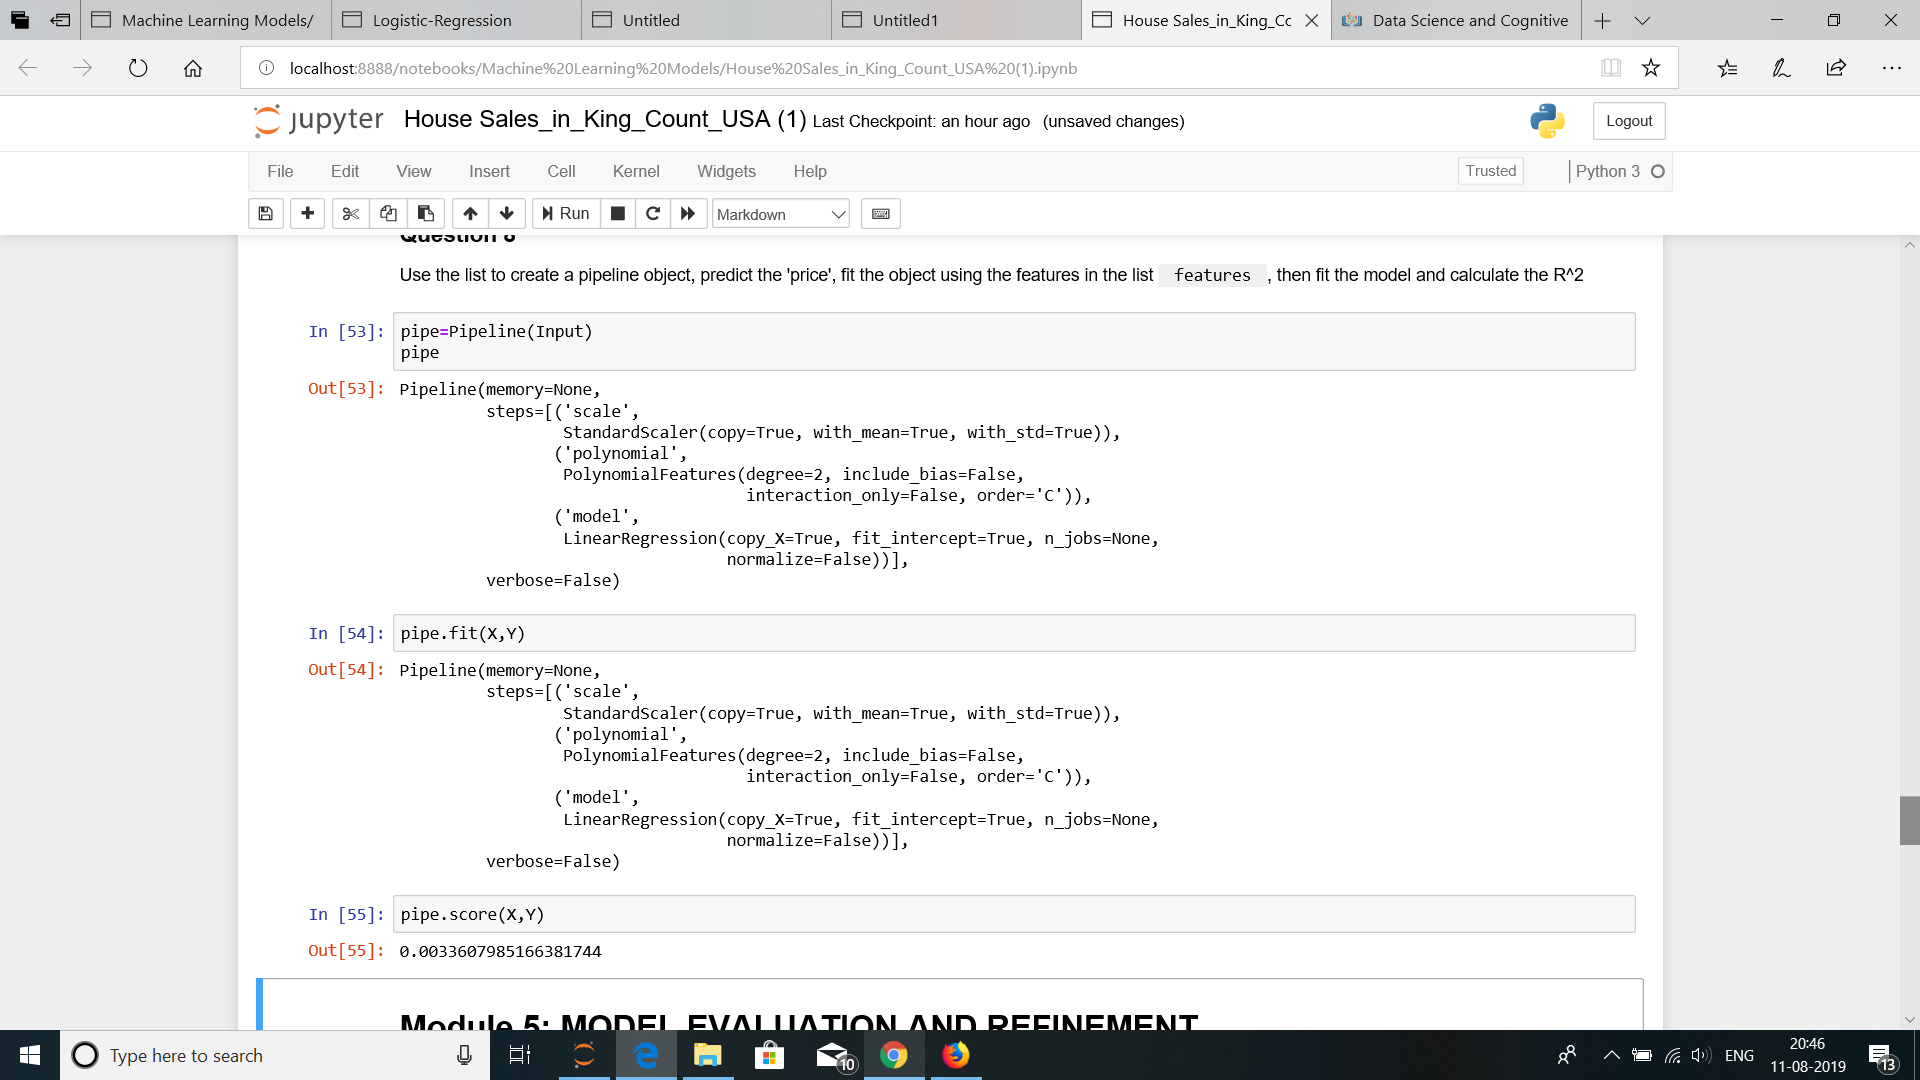 Machine Learning Models/
Logistic-Regression
Untitled
Untitled1
House Sales_in_King_Cc
Data Science and Cognitive
localhost:8888/notebooks/Machine%20Learning%20Models/House%20Sales_in_King_Count_USA%20(1).ipynb
jupyter House Sales_in_King_Count_USA (1) Last Checkpoint: an hour ago (unsaved changes)
Logout
File Edit View Insert Cell Kernel Widgets Help
Trusted Python 3
Run Markdown
Question 8
Use the list to create a pipeline object, predict the 'price', fit the object using the features in the list features , then fit the model and calculate the R^2
In [53]: pipe=Pipeline(Input)
pipe
Out[53]: Pipeline(memory=None,
steps=[('scale',
StandardScaler(copy=True, with_mean=True, with_std=True)),
('polynomial',
PolynomialFeatures(degree=2, include_bias=False,
interaction_only=False, order='C')),
('model',
LinearRegression(copy_X=True, fit_intercept=True, n_jobs=None,
normalize=False))],
verbose=False)
In [54]: pipe.fit(X,Y)
Out[54]: Pipeline(memory=None,
steps=[('scale',
StandardScaler(copy=True, with_mean=True, with_std=True)),
('polynomial',
PolynomialFeatures(degree=2, include_bias=False,
interaction_only=False, order='C')),
('model',
LinearRegression(copy_X=True, fit_intercept=True, n_jobs=None,
normalize=False))],
verbose=False)
In [55]: pipe.score(X,Y)
Out[55]: 0.0033607985166381744
Module 5: MODEL EVALUATION AND REFINEMENT
Type here to search
10
ENG
20:46
11-08-2019
13